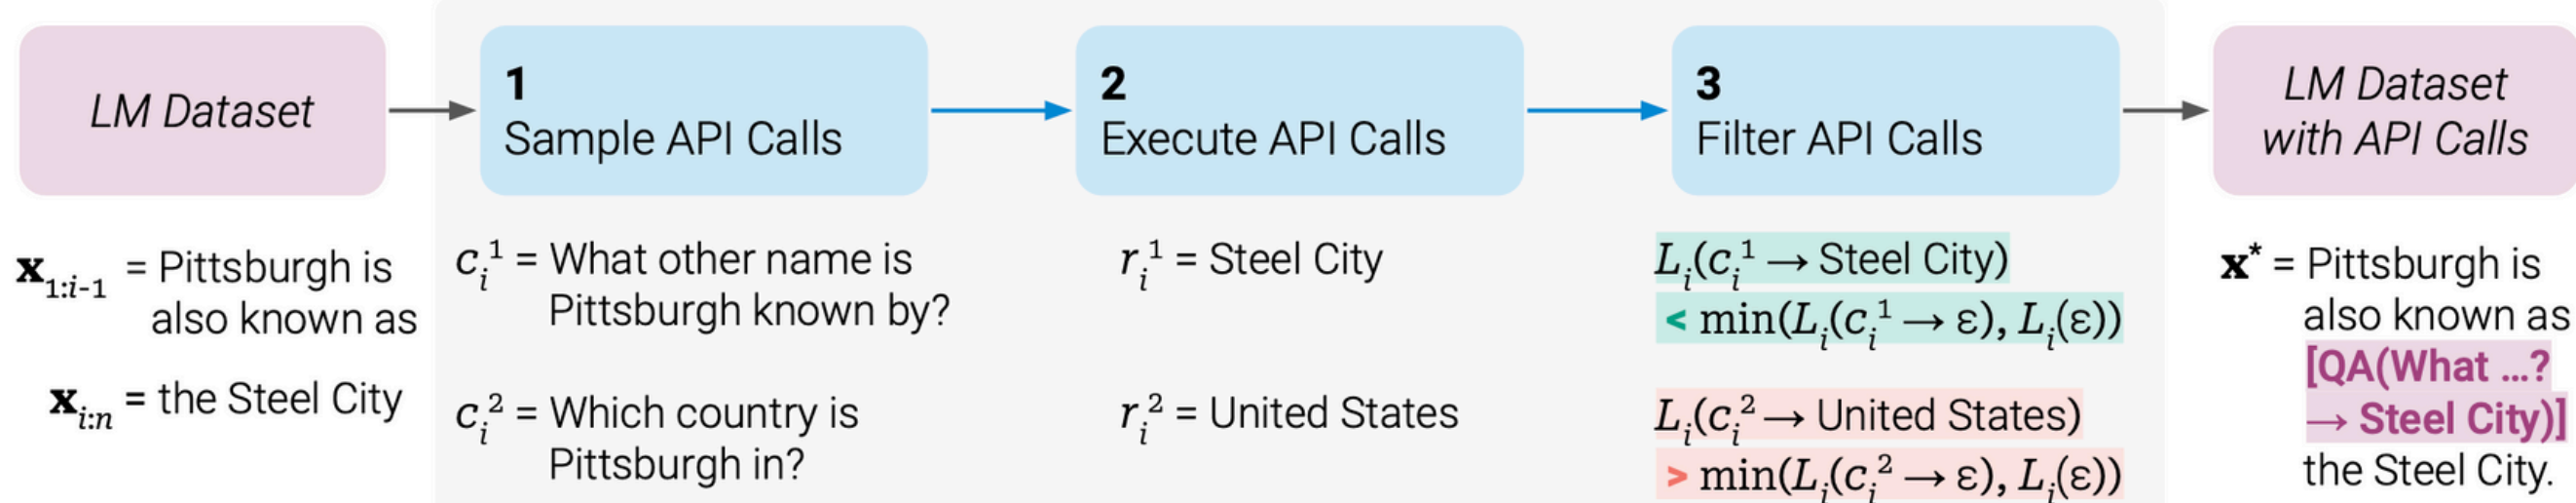 LM Dataset
1
Sample API Calls
2
Execute API Calls
3
Filter API Calls
LM Dataset
with API Calls
x1:i-1 = Pittsburgh is
also known as
xi:n = the Steel City
ci1 = What other name is
Pittsburgh known by?
ci2 = Which country is
Pittsburgh in?
ri1 = Steel City
ri2 = United States
Li(ci1 → Steel City)
< min(Li(ci1 → ε), Li(ε))
Li(ci2 → United States)
> min(Li(ci2 → ε), Li(ε))
x* = Pittsburgh is
also known as
[QA(What ...?
→ Steel City)]
the Steel City.